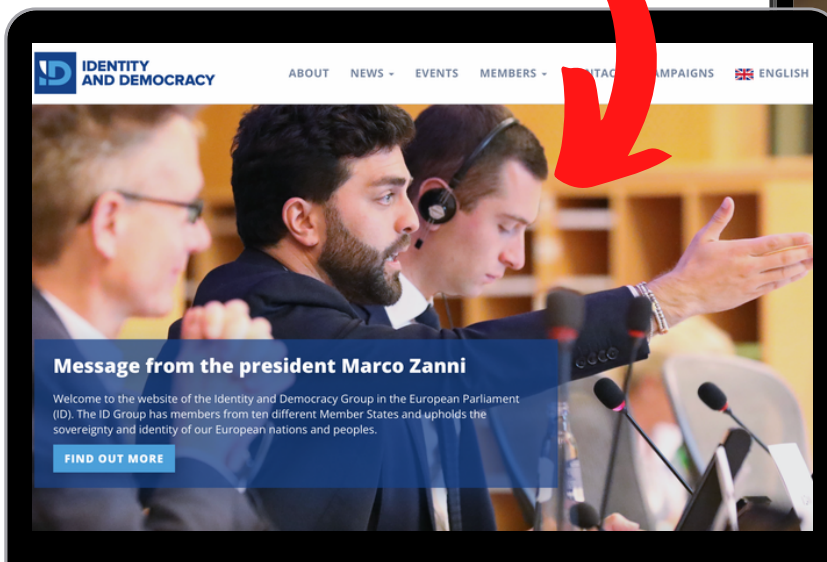 IDENTITY
AND DEMOCRACY
ABOUT NEWS EVENTS MEMBERS AMPAIGNS ENGLISH
Message from the president Marco Zanni
Welcome to the website of the Identity and Democracy Group in the European Parliament
(ID). The ID Group has members from ten different Member States and upholds the
sovereignty and identity of our European nations and peoples.
FIND OUT MORE